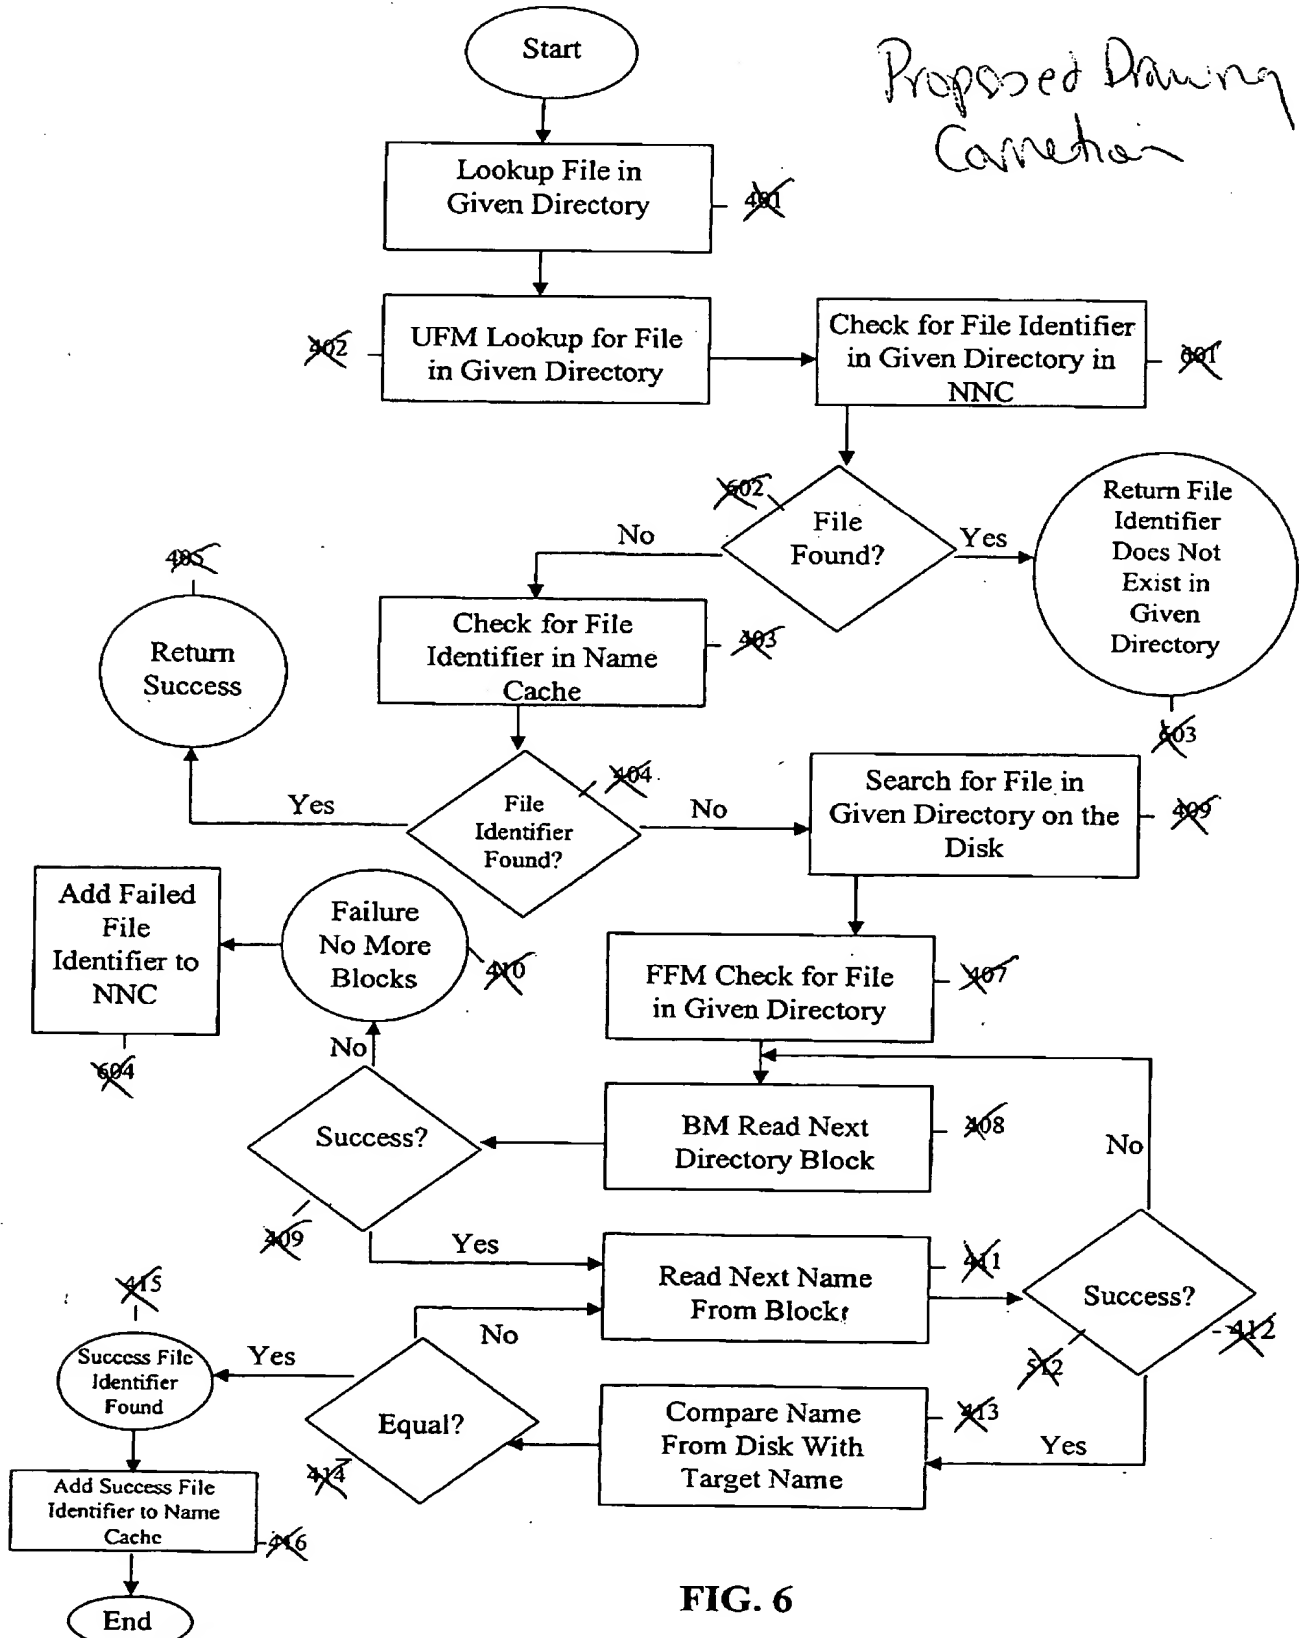 Start
Proposed Drawing
Correction
Lookup File in
Given Directory
401
402
UFM Lookup for File
in Given Directory
Check for File Identifier
in Given Directory in
NNC
601
602
File
Found?
No
Yes
Return File
Identifier
Does Not
Exist in
Given
Directory
603
405
Return
Success
Check for File
Identifier in Name
Cache
403
404
File
Identifier
Found?
Yes
No
Search for File in
Given Directory on the
Disk
409
Add Failed
File
Identifier to
NNC
604
Failure
No More
Blocks
410
FFM Check for File
in Given Directory
407
No
Success?
409
BM Read Next
Directory Block
408
No
Yes
Read Next Name
From Block
411
Success?
412
512
415
Success File
Identifier
Found
Yes
No
Equal?
414
Compare Name
From Disk With
Target Name
413
Yes
Add Success File
Identifier to Name
Cache
416
End
FIG. 6